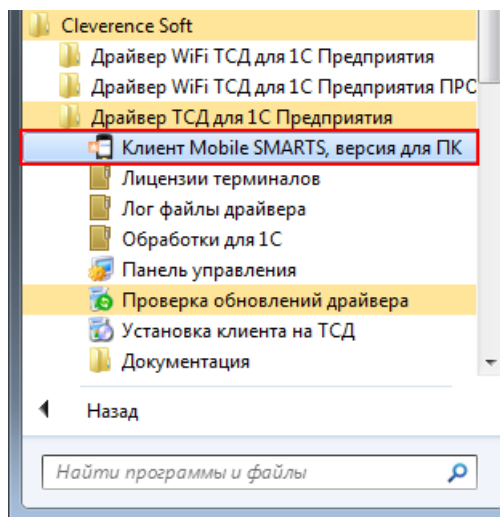 Cleverence Soft
Драйвер WiFi ТСД для 1С Предприятия
Драйвер WiFi ТСД для 1С Предприятия ПРО
Драйвер ТСД для 1С Предприятия
Клиент Mobile SMARTS, версия для ПК
Лицензии терминалов
Лог файлы драйвера
Обработки для 1С
Панель управления
Проверка обновлений драйвера
Установка клиента на ТСД
Документация
Назад
Найти программы и файлы